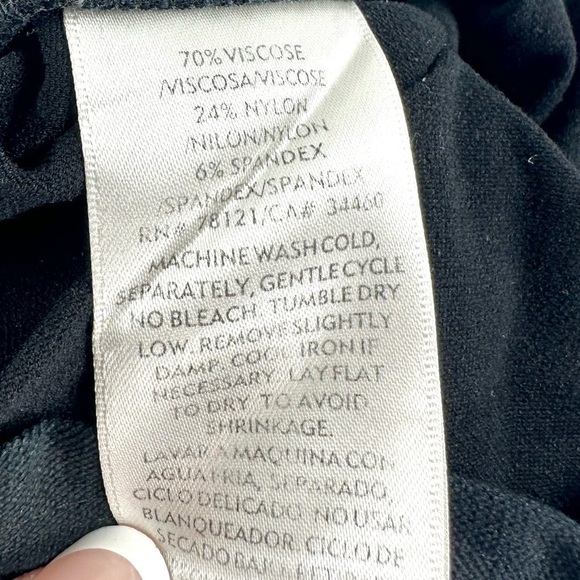 70% VISCOSE
/VISCOSA/VISCOSE
24% NYLON
/NILON/NYLON
6% SPANDEX
/SPANDEX/SPANDEX
RN# 78121/CA# 34460
MACHINE WASH COLD,
SEPARATELY, GENTLE CYCLE
NO BLEACH. TUMBLE DRY
LOW. REMOVE SLIGHTLY
DAMP. COOL IRON IF
NECESSARY. LAY FLAT
TO DRY TO AVOID
SHRINKAGE.
LAVAR A MAQUINA CON
AGUA FRIA, SEPARADO,
CICLO DELICADO. NO USAR
BLANQUEADOR. CICLO DE
SECADO